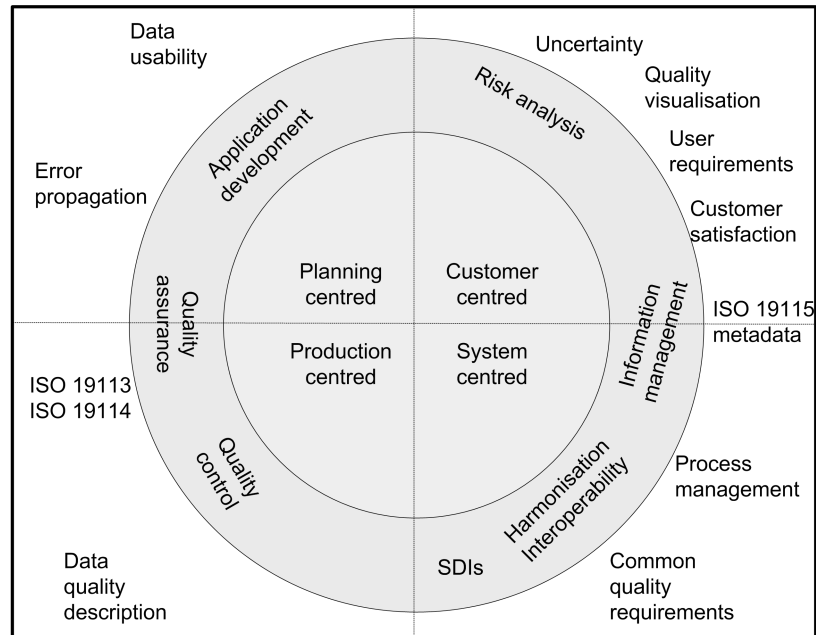 Data
usability
Uncertainty
Quality
visualisation
Risk analysis
Application
development
User
requirements
Error
propagation
Customer
satisfaction
Planning
centred
Customer
centred
Quality
assurance
Information
management
ISO 19115
metadata
Production
centred
System
centred
ISO 19113
ISO 19114
Quality
control
Harmonisation
Interoperability
Process
management
SDIs
Data
quality
description
Common
quality
requirements